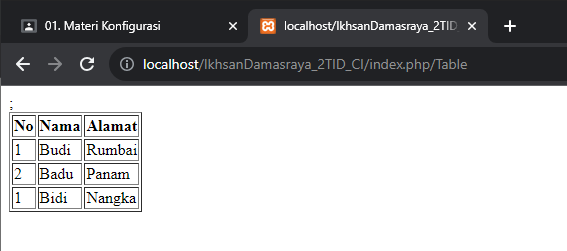 01. Materi Konfigurasi
localhost/IkhsanDamasraya_2TID_
localhost/IkhsanDamasraya_2TID_CI/index.php/Table
;
No Nama Alamat
1 Budi Rumbai
2 Badu Panam
1 Bidi Nangka